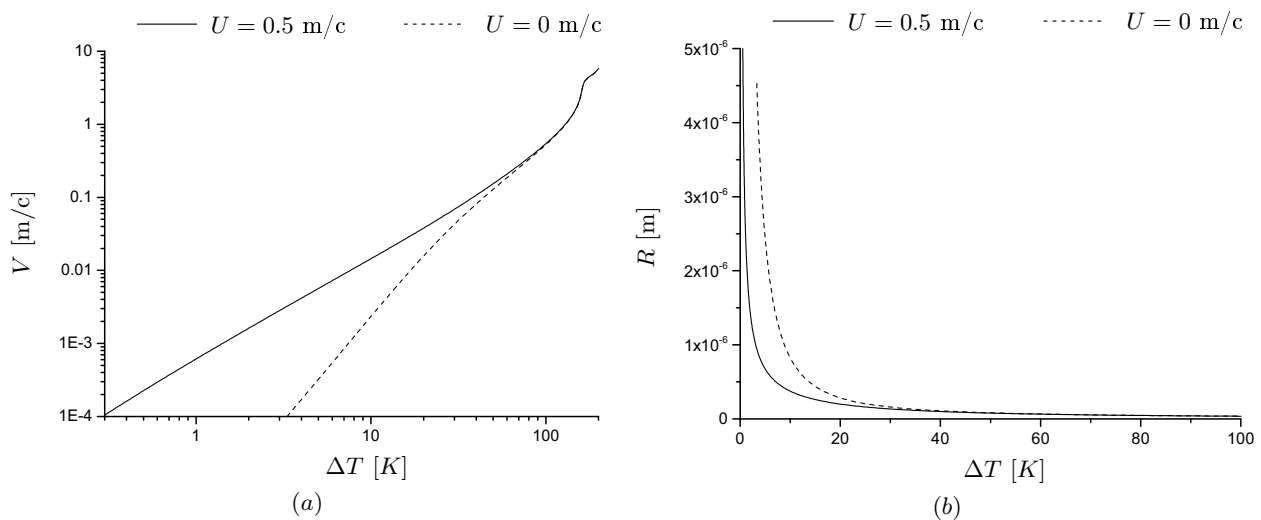 U = 0.5 m/c U = 0 m/c
10
1
0.1
0.01
1E-3
1E-4
V [m/c]
1 10 100
ΔT [K]
(a)
U = 0.5 m/c U = 0 m/c
5x10⁻⁶
4x10⁻⁶
3x10⁻⁶
2x10⁻⁶
1x10⁻⁶
0
R [m]
0 20 40 60 80 100
ΔT [K]
(b)